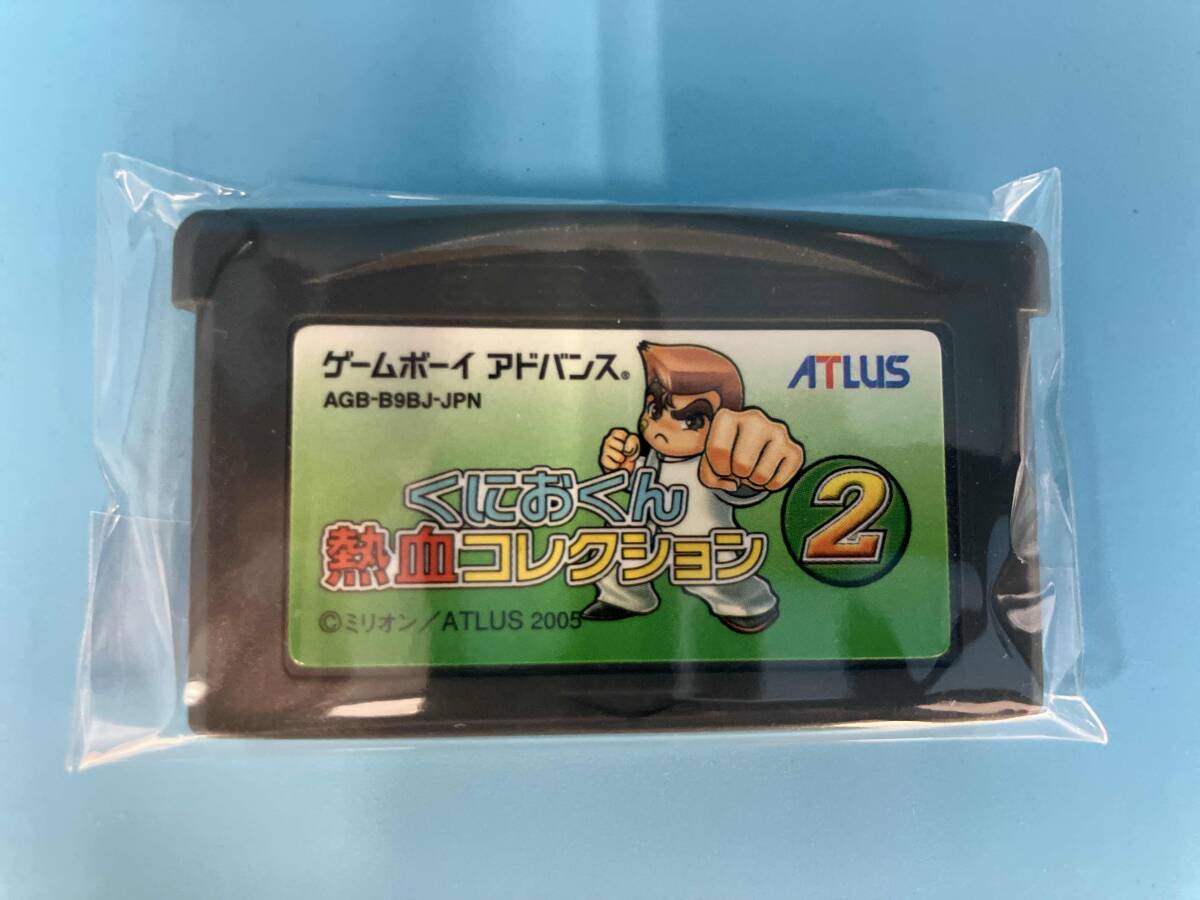 ゲームボーイ アドバンス®
ATLUS
AGB-B9BJ-JPN
くにおくん
熱血コレクション 2
©ミリオン/ATLUS 2005